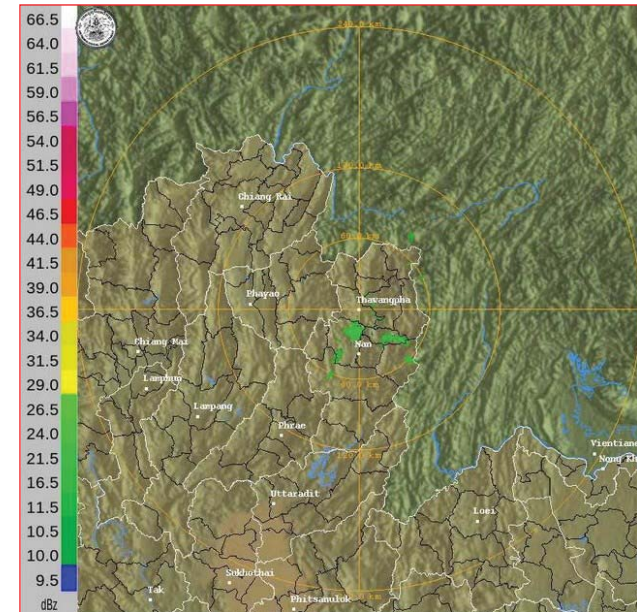 66.5
64.0
61.5
59.0
56.5
54.0
51.5
49.0
46.5
44.0
41.5
39.0
36.5
34.0
31.5
29.0
26.5
24.0
21.5
16.5
11.5
10.5
10.0
9.5
dBz
Chiang Rai
Phayao
Thavangpha
Chiang Mai
Nan
Lamphun
Lampang
Phrae
Vientiane
Nong Kh
Uttaradit
Loei
Sukhothai
Tak
Phitsanulok